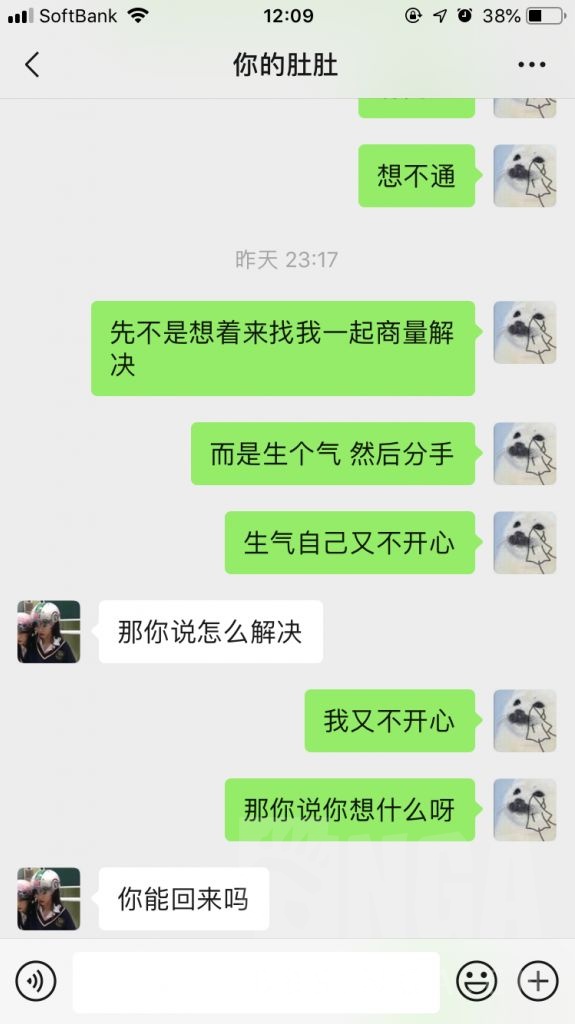 SoftBank 12:09 38%
你的肚肚
想不通
昨天 23:17
先不是想着来找我一起商量解
决
而是生个气 然后分手
生气自己又不开心
那你说怎么解决
我又不开心
那你说你想什么呀
你能回来吗
NGA